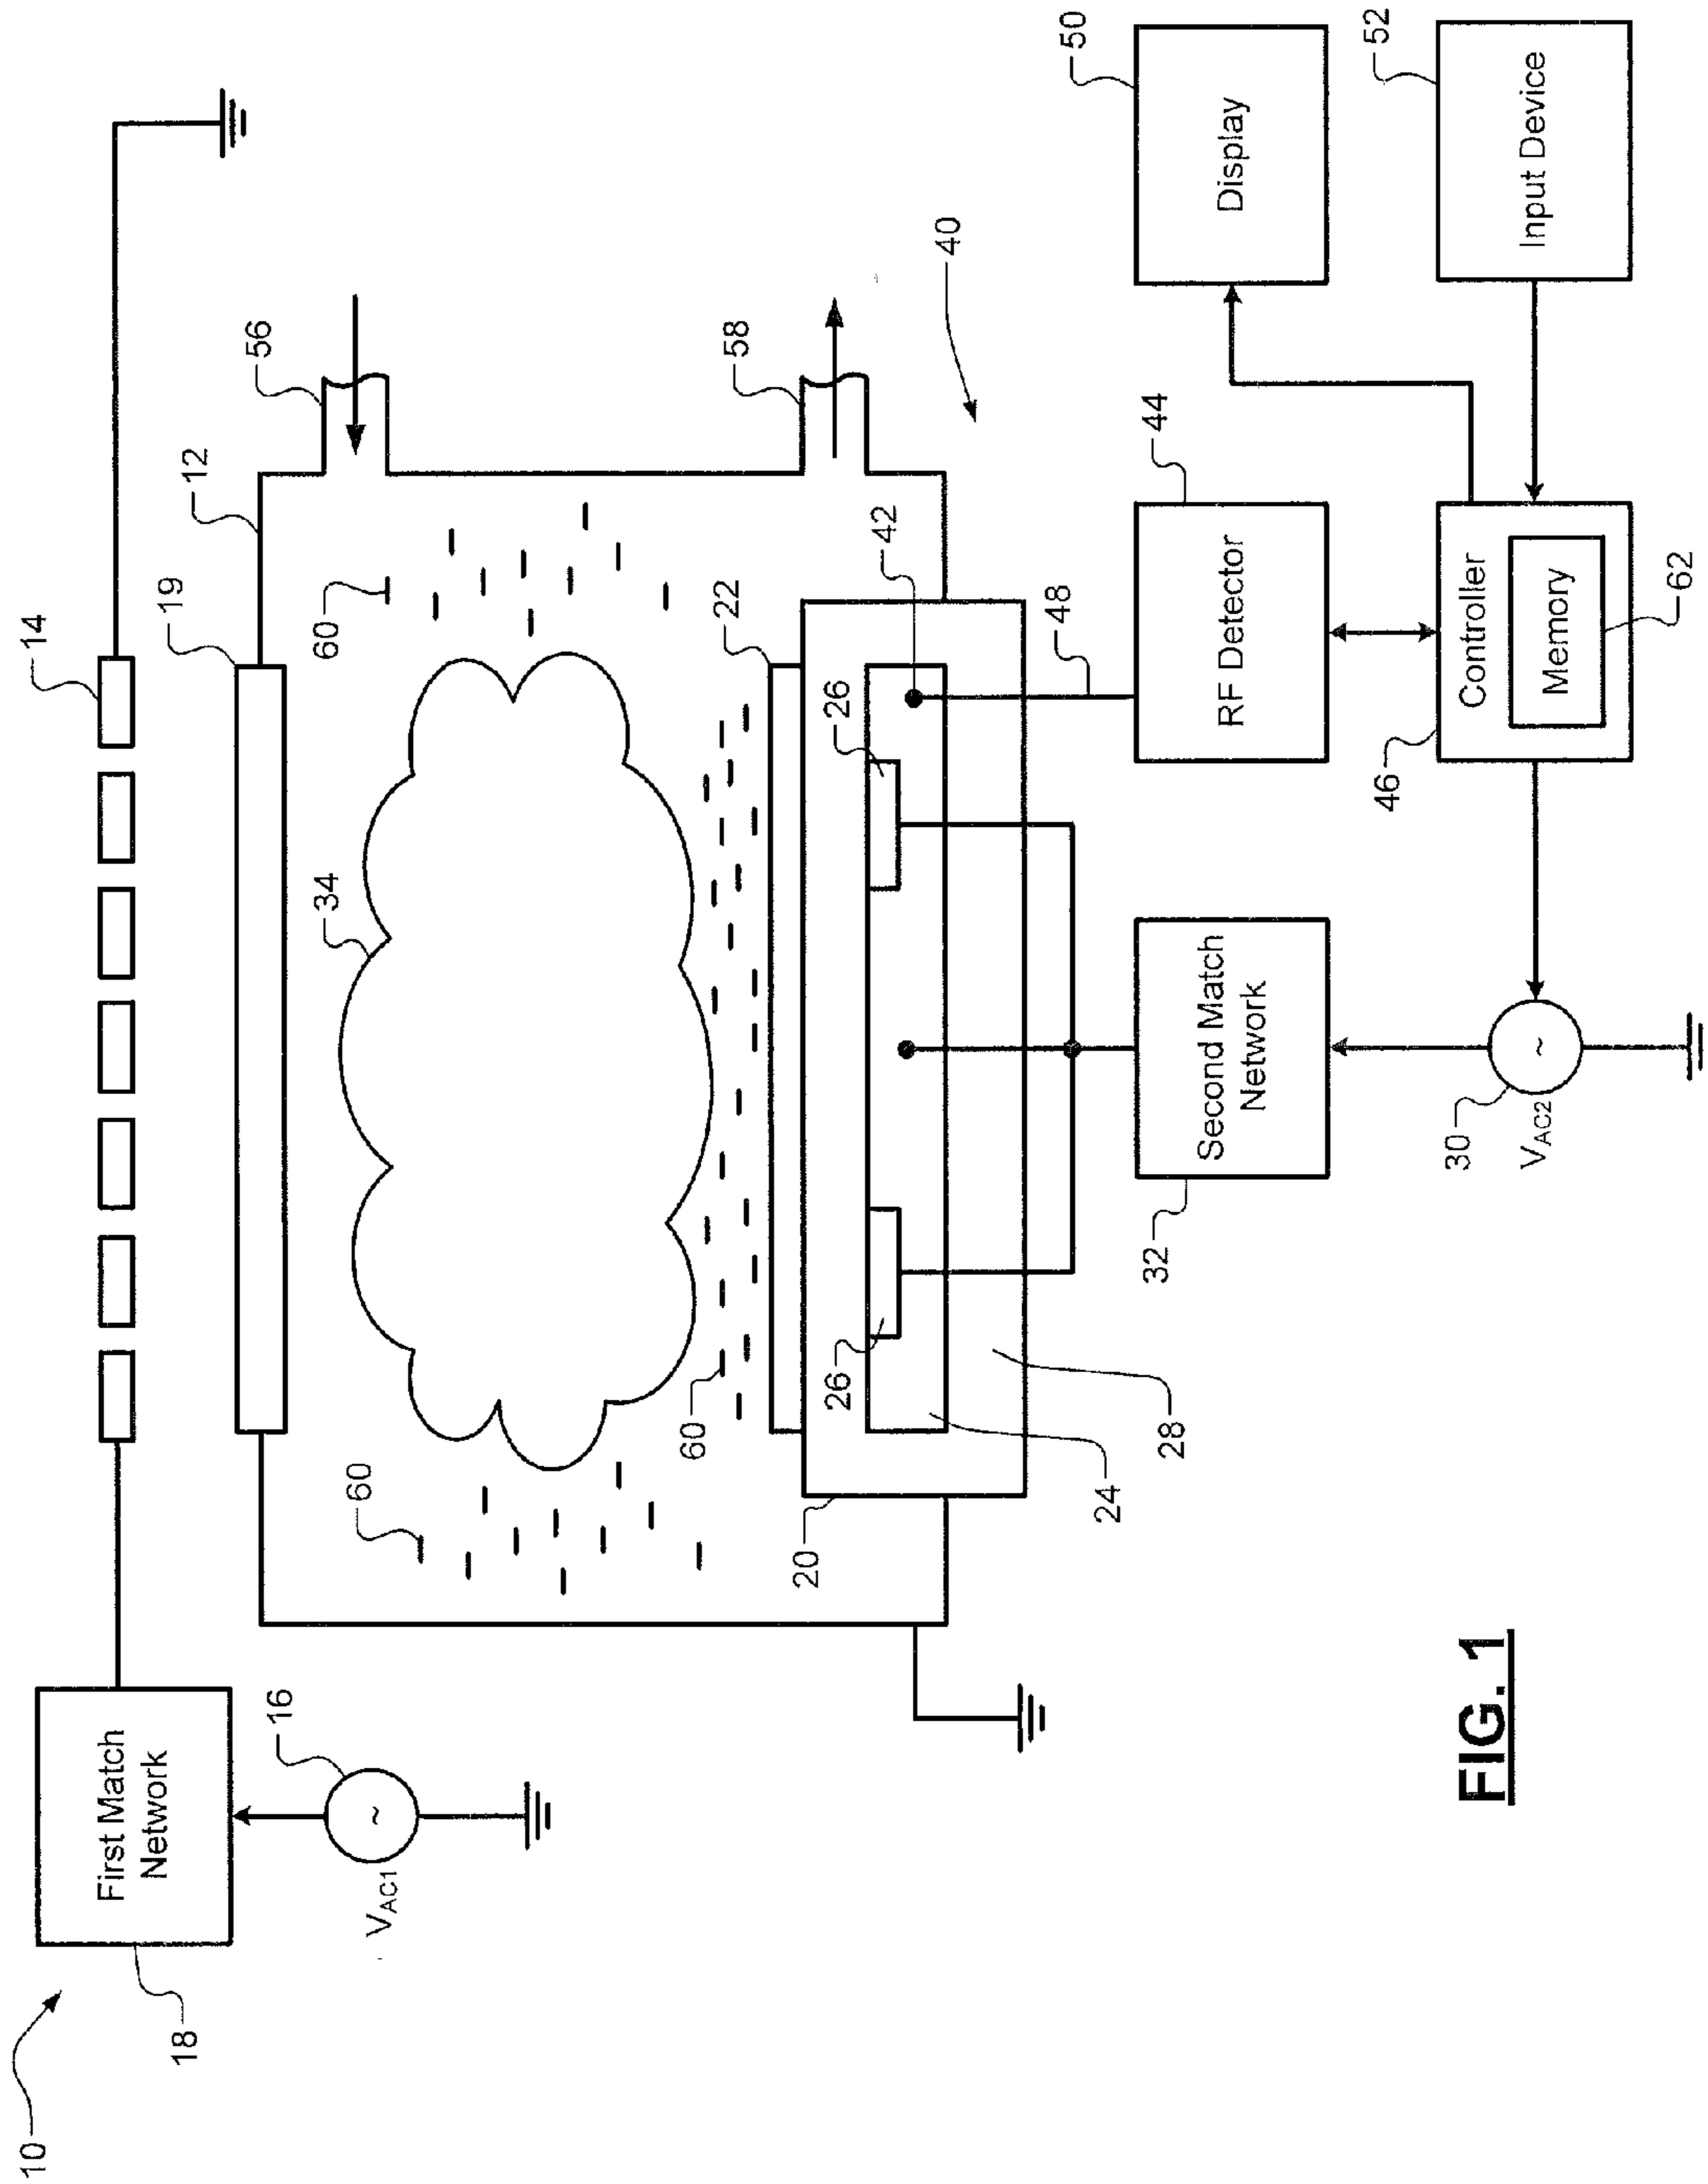 10
18
First Match
Network
16
~
VAC1
14
19
12
56
58
34
60
60
60
22
20
26
26
24
28
42
40
48
32
Second Match
Network
30
~
VAC2
44
RF Detector
46
Controller
Memory
62
50
Display
52
Input Device
FIG. 1